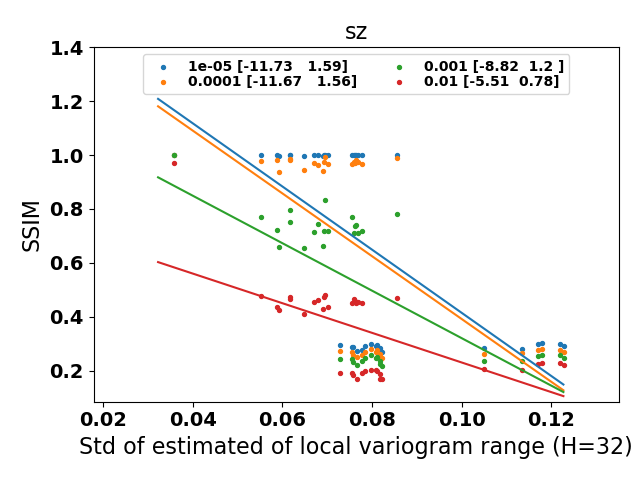 sz
1.4
1e-05 [-11.73 1.59]
0.0001 [-11.67 1.56]
0.001 [-8.82 1.2 ]
0.01 [-5.51 0.78]
1.2
1.0
0.8
0.6
0.4
0.2
SSIM
0.02 0.04 0.06 0.08 0.10 0.12
Std of estimated of local variogram range (H=32)